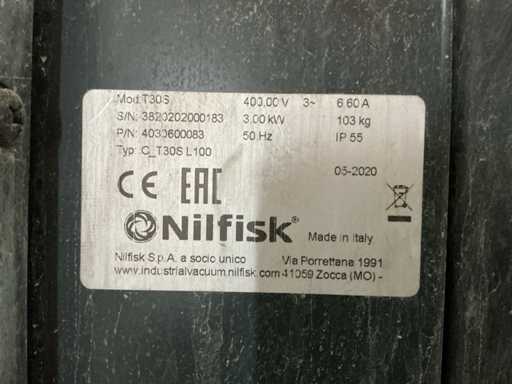 Mod.T30S 400,00 V 3~ 6.60 A
S/N: 3820202000183 3,00 kW 103 kg
P/N: 4030600083 50 Hz IP 55
Typ: C_T30S L100
05-2020
CE EAC
Nilfisk® Made in Italy
Nilfisk S.p.A. a socio unico Via Porrettana 1991
www.industrialvacuum.nilfisk.com 41059 Zocca (MO) -